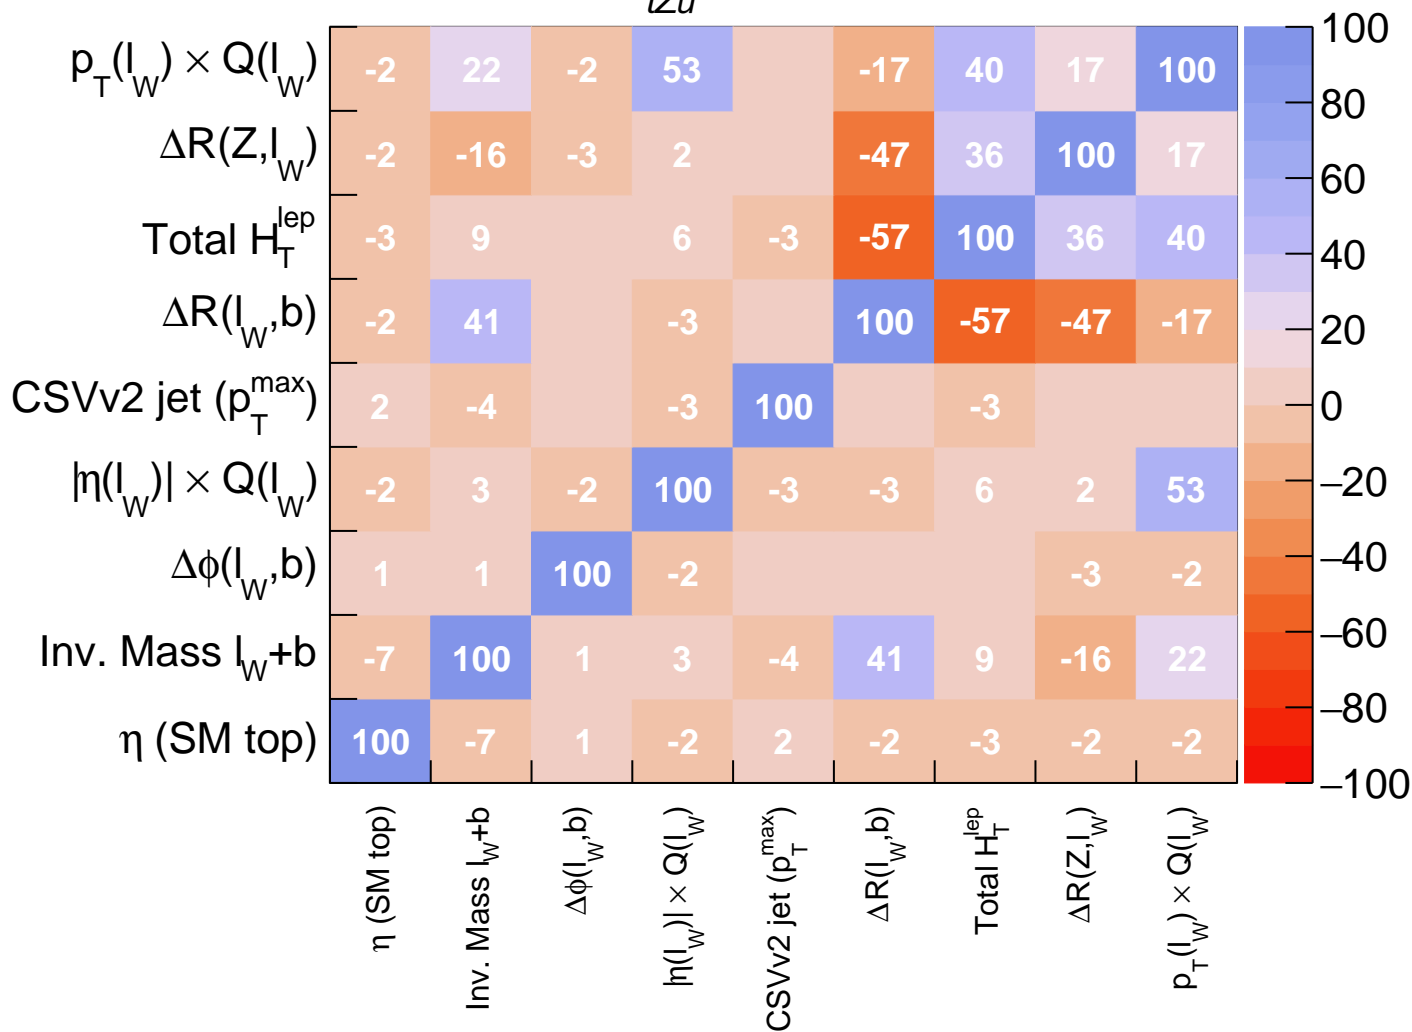 tZu
p_T(l_W) × Q(l_W) -2 22 -2 53 -17 40 17 100
ΔR(Z,l_W) -2 -16 -3 2 -47 36 100 17
Total H_T^lep -3 9 6 -3 -57 100 36 40
ΔR(l_W,b) -2 41 -3 100 -57 -47 -17
CSVv2 jet (p_T^max) 2 -4 -3 100 -3
|η(l_W)| × Q(l_W) -2 3 -2 100 -3 -3 6 2 53
Δϕ(l_W,b) 1 1 100 -2 -3 -2
Inv. Mass l_W+b -7 100 1 3 -4 41 9 -16 22
η (SM top) 100 -7 1 -2 2 -2 -3 -2 -2
η (SM top)
Inv. Mass l_W+b
Δϕ(l_W,b)
|η(l_W)| × Q(l_W)
CSVv2 jet (p_T^max)
ΔR(l_W,b)
Total H_T^lep
ΔR(Z,l_W)
p_T(l_W) × Q(l_W)
100
80
60
40
20
0
−20
−40
−60
−80
−100